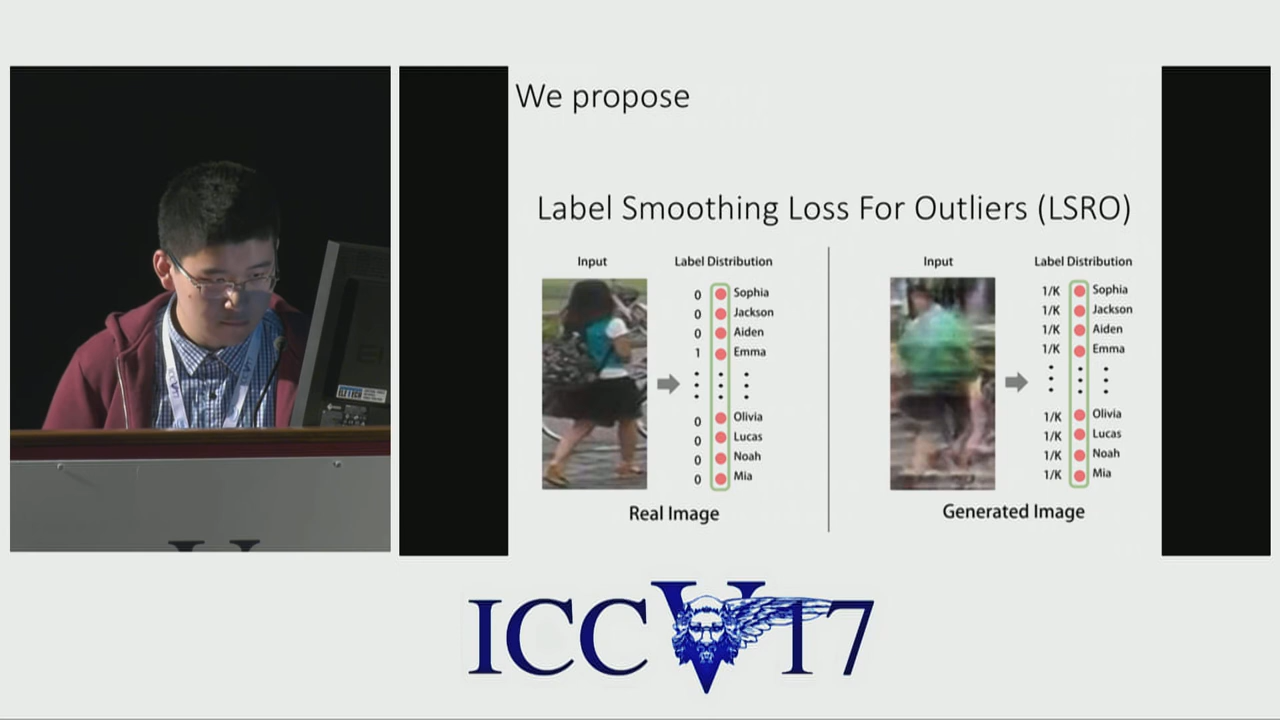 We propose
Label Smoothing Loss For Outliers (LSRO)
Input
Label Distribution
0 Sophia
0 Jackson
0 Aiden
1 Emma
0 Olivia
0 Lucas
0 Noah
0 Mia
Real Image
Input
Label Distribution
1/K Sophia
1/K Jackson
1/K Aiden
1/K Emma
1/K Olivia
1/K Lucas
1/K Noah
1/K Mia
Generated Image
ICCV17